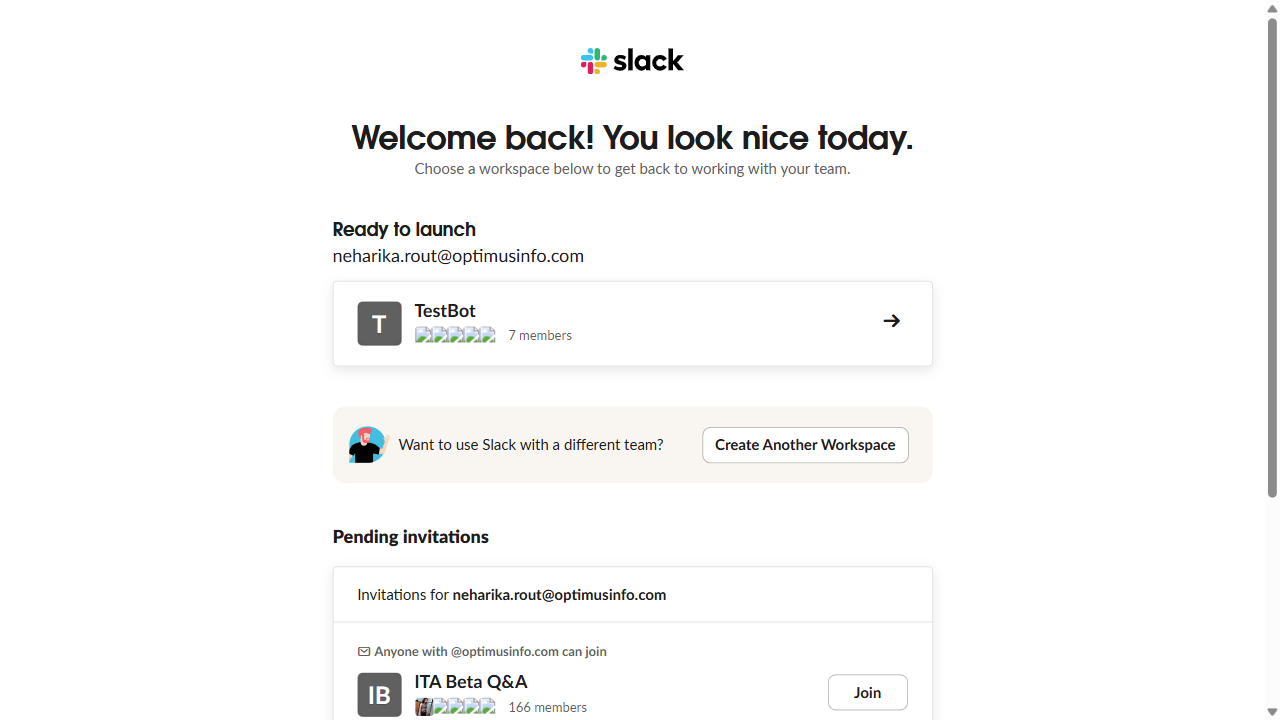 slack
Welcome back! You look nice today.
Choose a workspace below to get back to working with your team.
Ready to launch
neharika.rout@optimusinfo.com
T
TestBot
7 members
Want to use Slack with a different team?
Create Another Workspace
Pending invitations
Invitations for neharika.rout@optimusinfo.com
Anyone with @optimusinfo.com can join
IB
ITA Beta Q&A
166 members
Join